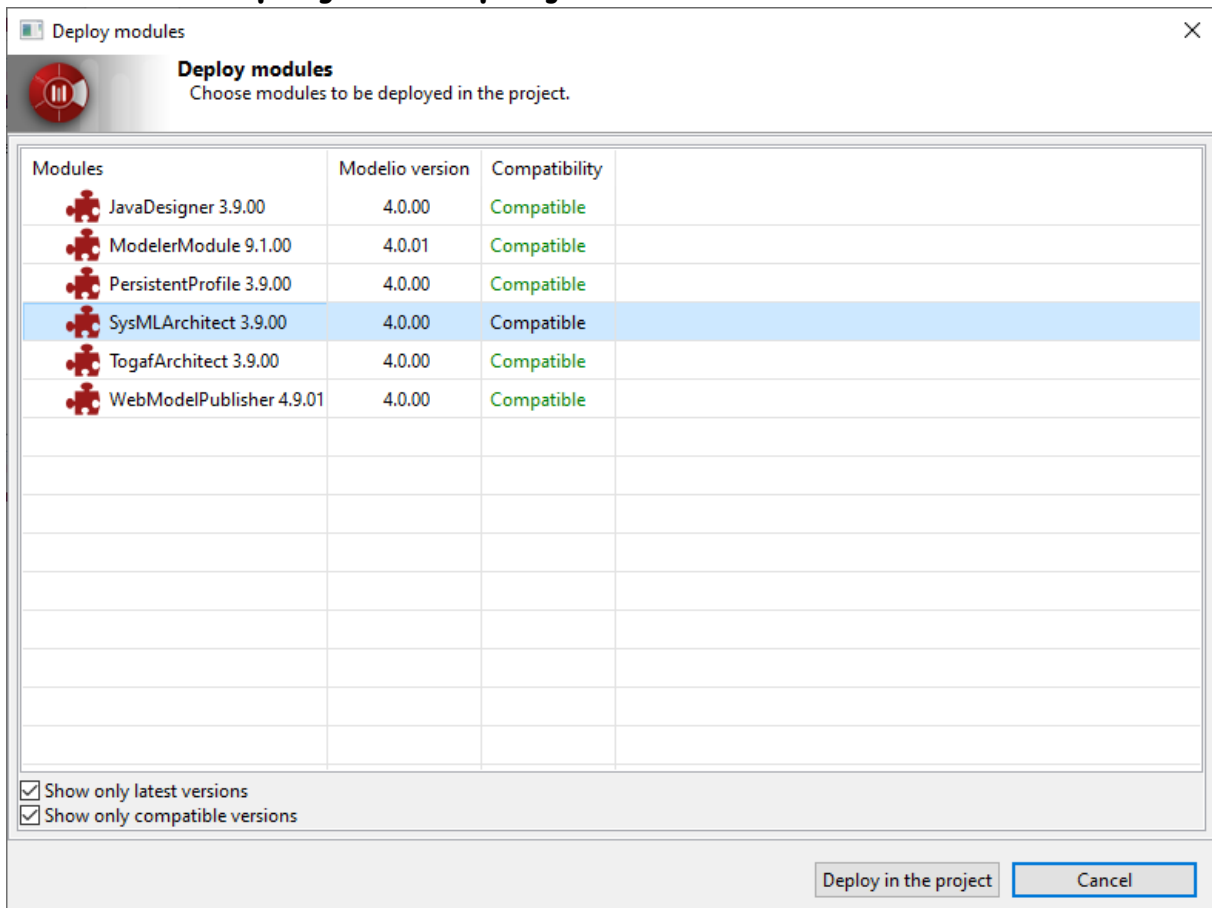 Deploy modules
Deploy modules
Choose modules to be deployed in the project.
Modules Modelio version Compatibility
JavaDesigner 3.9.00 4.0.00 Compatible
ModelerModule 9.1.00 4.0.01 Compatible
PersistentProfile 3.9.00 4.0.00 Compatible
SysMLArchitect 3.9.00 4.0.00 Compatible
TogafArchitect 3.9.00 4.0.00 Compatible
WebModelPublisher 4.9.01 4.0.00 Compatible
Show only latest versions
Show only compatible versions
Deploy in the project Cancel